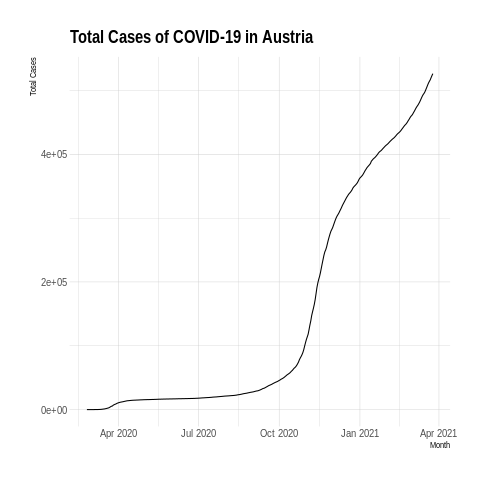 Total Cases of COVID-19 in Austria
Total Cases
4e+05
2e+05
0e+00
Apr 2020 Jul 2020 Oct 2020 Jan 2021 Apr 2021
Month